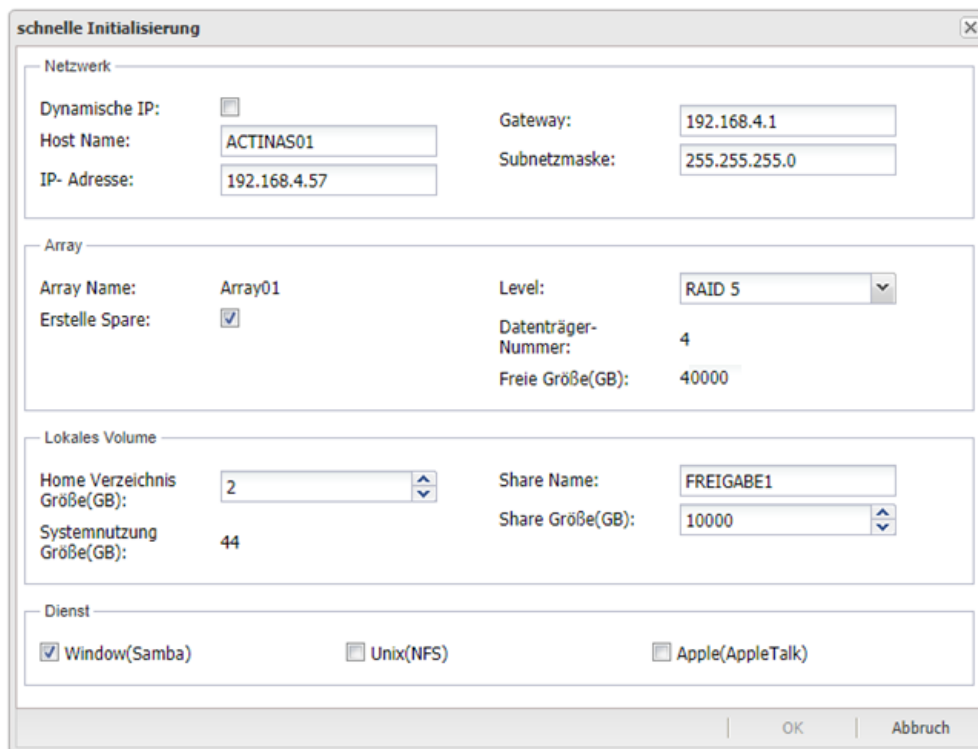 schnelle Initialisierung
Netzwerk
Dynamische IP:
Host Name: ACTINAS01
IP- Adresse: 192.168.4.57
Gateway: 192.168.4.1
Subnetzmaske: 255.255.255.0
Array
Array Name: Array01
Erstelle Spare:
Level: RAID 5
Datenträger-
Nummer: 4
Freie Größe(GB): 40000
Lokales Volume
Home Verzeichnis
Größe(GB): 2
Systemnutzung
Größe(GB): 44
Share Name: FREIGABE1
Share Größe(GB): 10000
Dienst
Window(Samba) Unix(NFS) Apple(AppleTalk)
OK Abbruch